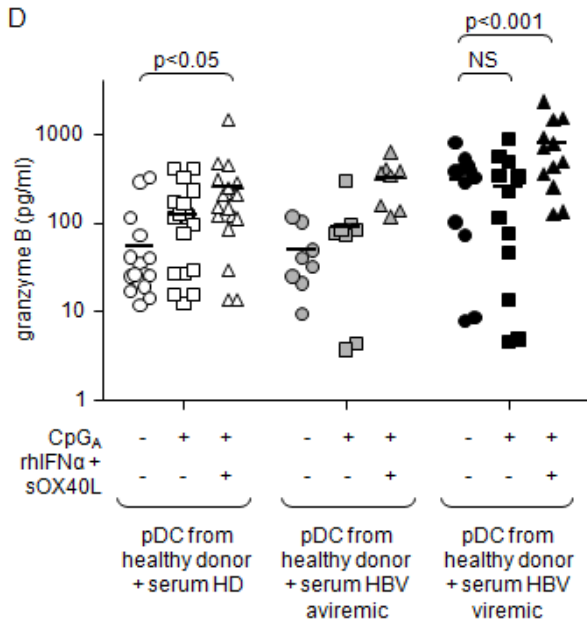 D
p<0.001
p<0.05
NS
granzyme B (pg/ml)
1000
100
10
1
CpGA - + + - + + - + +
rhIFNα +
sOX40L - - + - - + - - +
pDC from
healthy donor
+ serum HD
pDC from
healthy donor
+ serum HBV
aviremic
pDC from
healthy donor
+ serum HBV
viremic